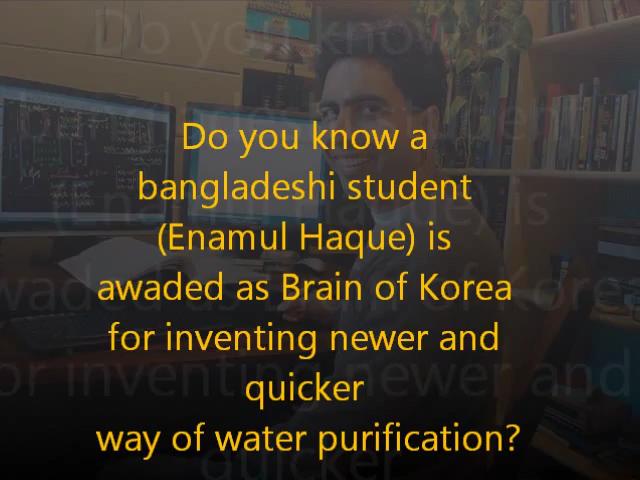 Do you know a
bangladeshi student
(Enamul Haque) is
awaded as Brain of Korea
for inventing newer and
quicker
way of water purification?